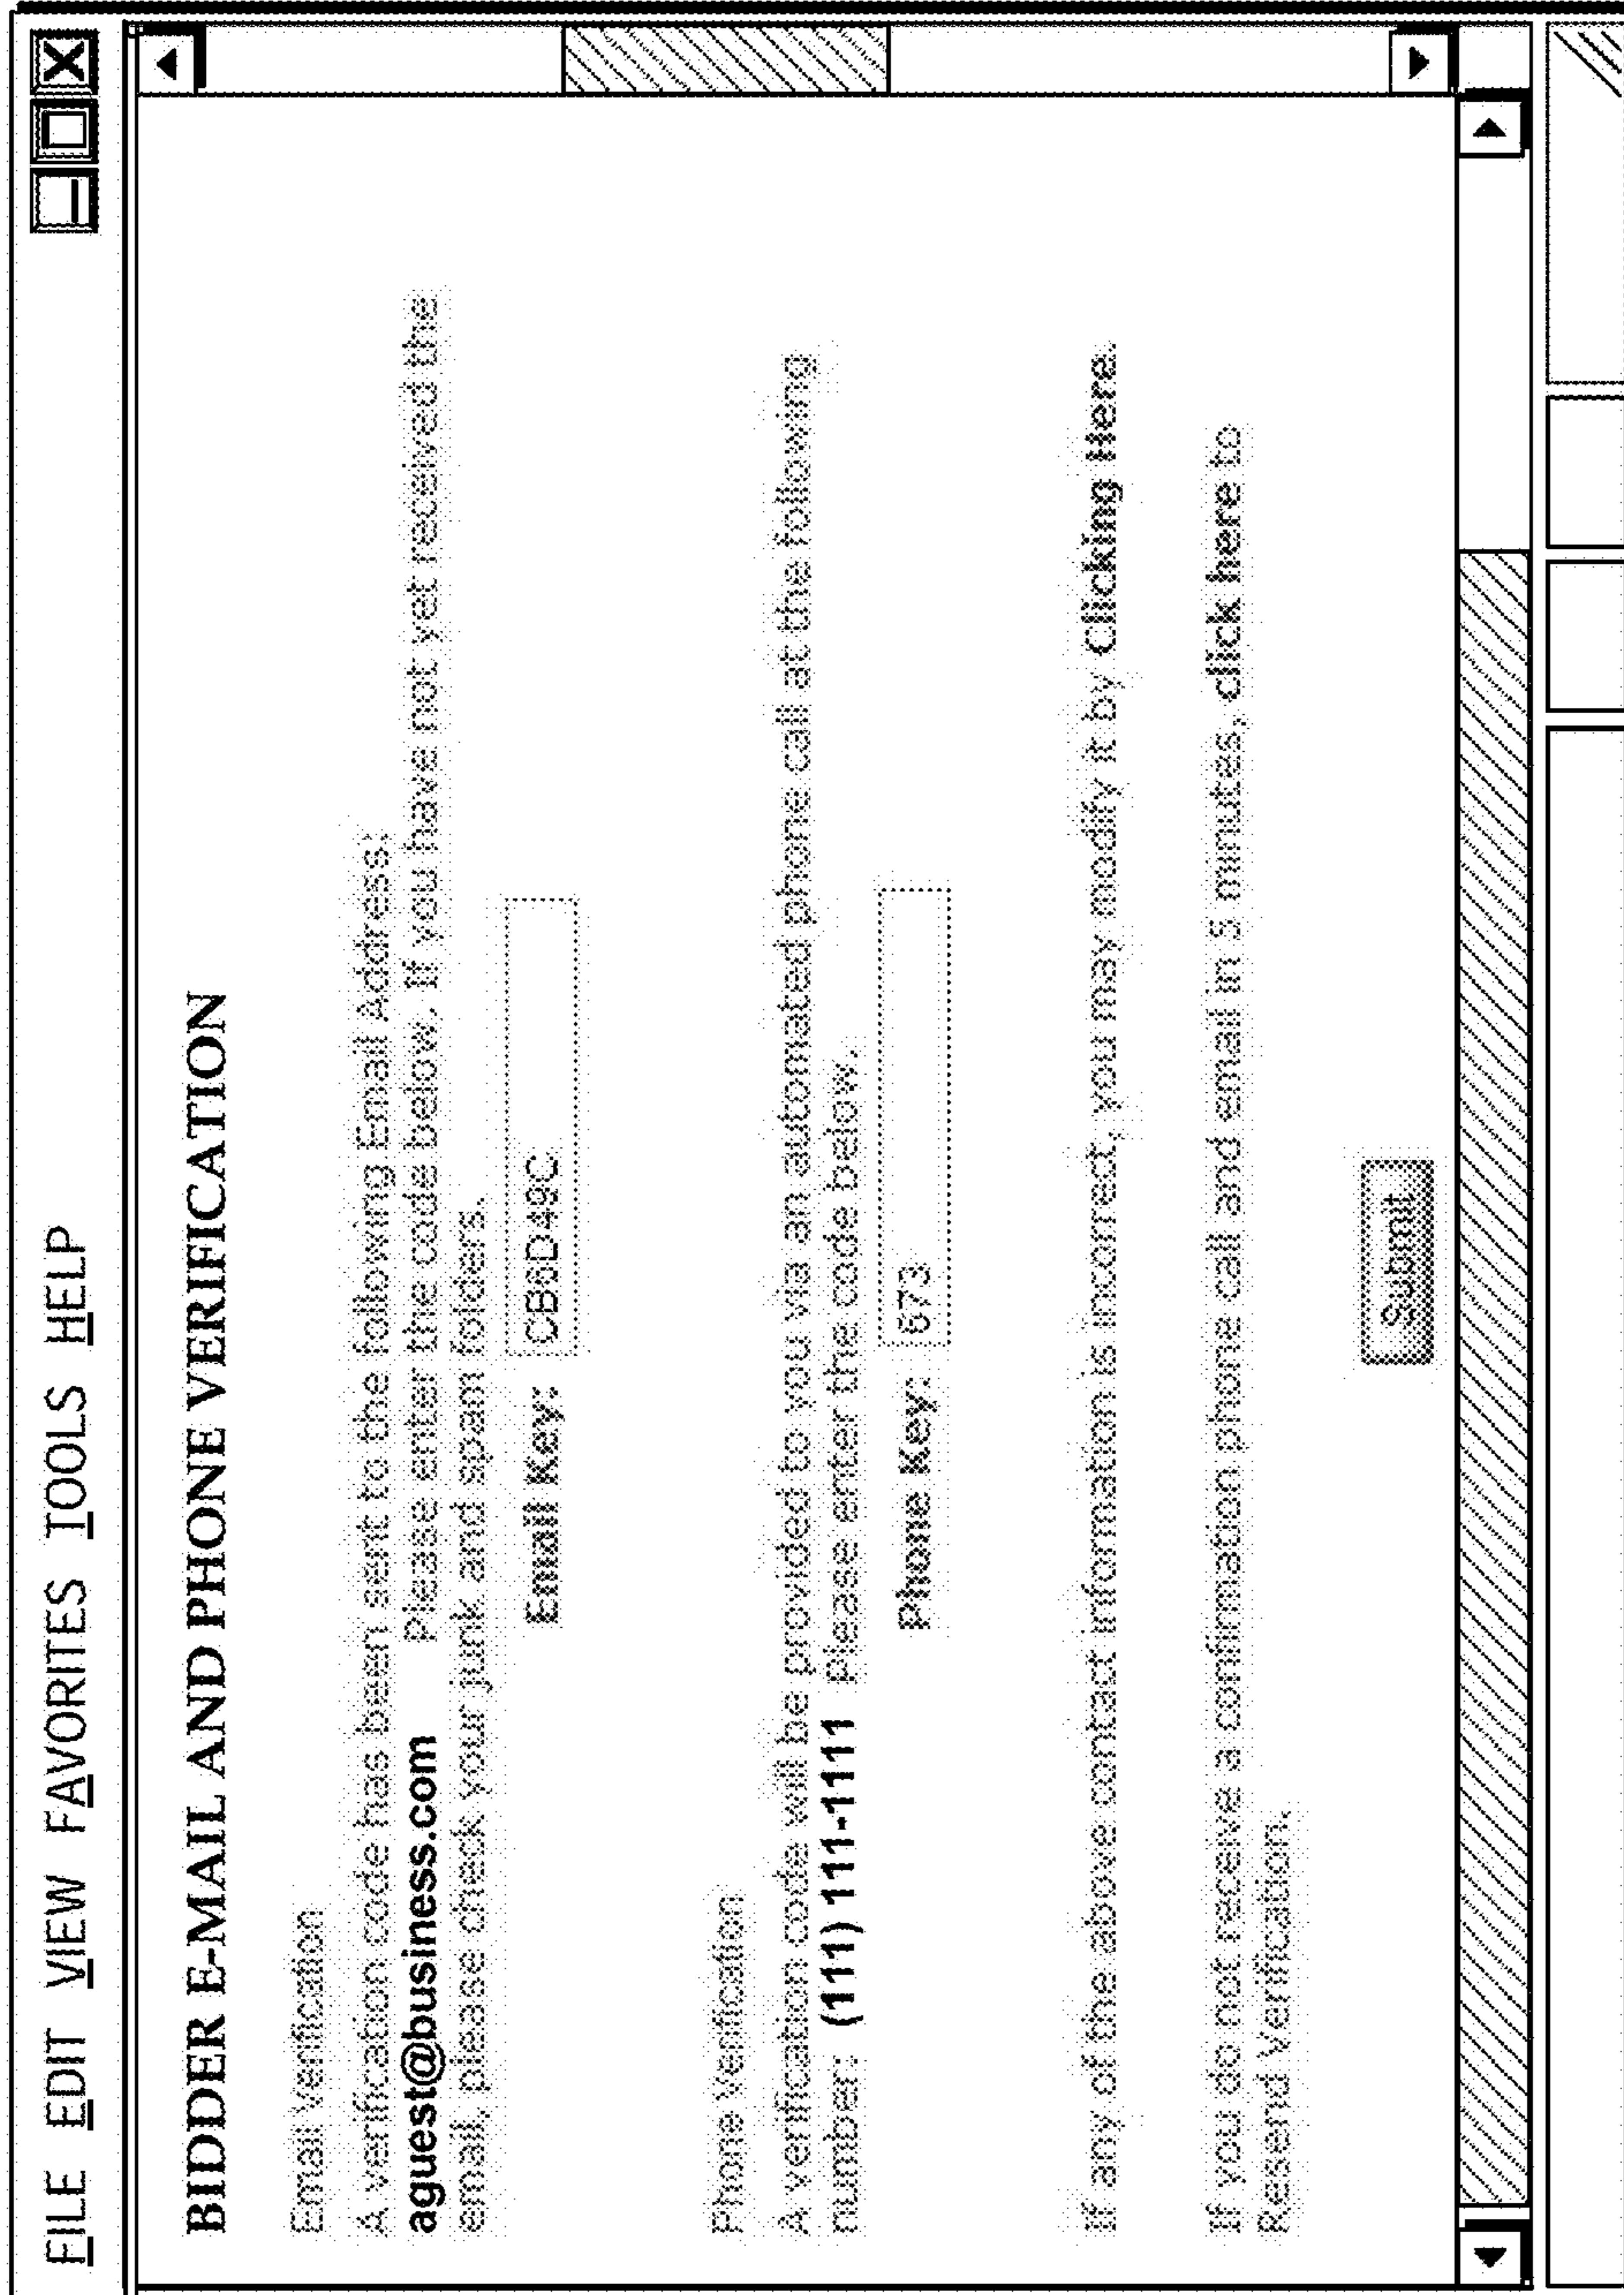 FILE EDIT VIEW FAVORITES TOOLS HELP
BIDDER E-MAIL AND PHONE VERIFICATION
Email Verification
A verification code has been sent to the following Email Address:
aguest@business.com Please enter the code below. If you have not yet received the
email, please check your junk and spam folders.
Email Key: CB6D49C
Phone Verification
A verification code will be provided to you via an automated phone call at the following
number: (111) 111-1111 Please enter the code below.
Phone Key: 673
If any of the above contact information is incorrect, you may modify it by Clicking Here.
If you do not receive a confirmation phone call and email in 5 minutes, click here to
Resend Verification.
Submit